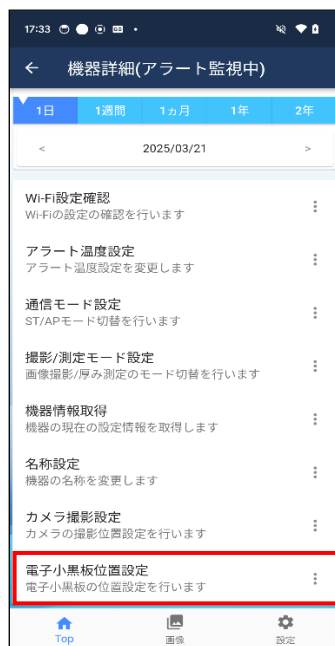 17:33
← 機器詳細(アラート監視中)
1日 1週間 1ヵ月 1年 2年
< 2025/03/21 >
Wi-Fi設定確認
Wi-Fiの設定の確認を行います
アラート温度設定
アラート温度設定を変更します
通信モード設定
ST/APモード切替を行います
撮影/測定モード設定
画像撮影/厚み測定のモード切替を行います
機器情報取得
機器の現在の設定情報を取得します
名称設定
機器の名称を変更します
カメラ撮影設定
カメラの撮影位置設定を行います
電子小黒板位置設定
電子小黒板の位置設定を行います
Top 画像 設定